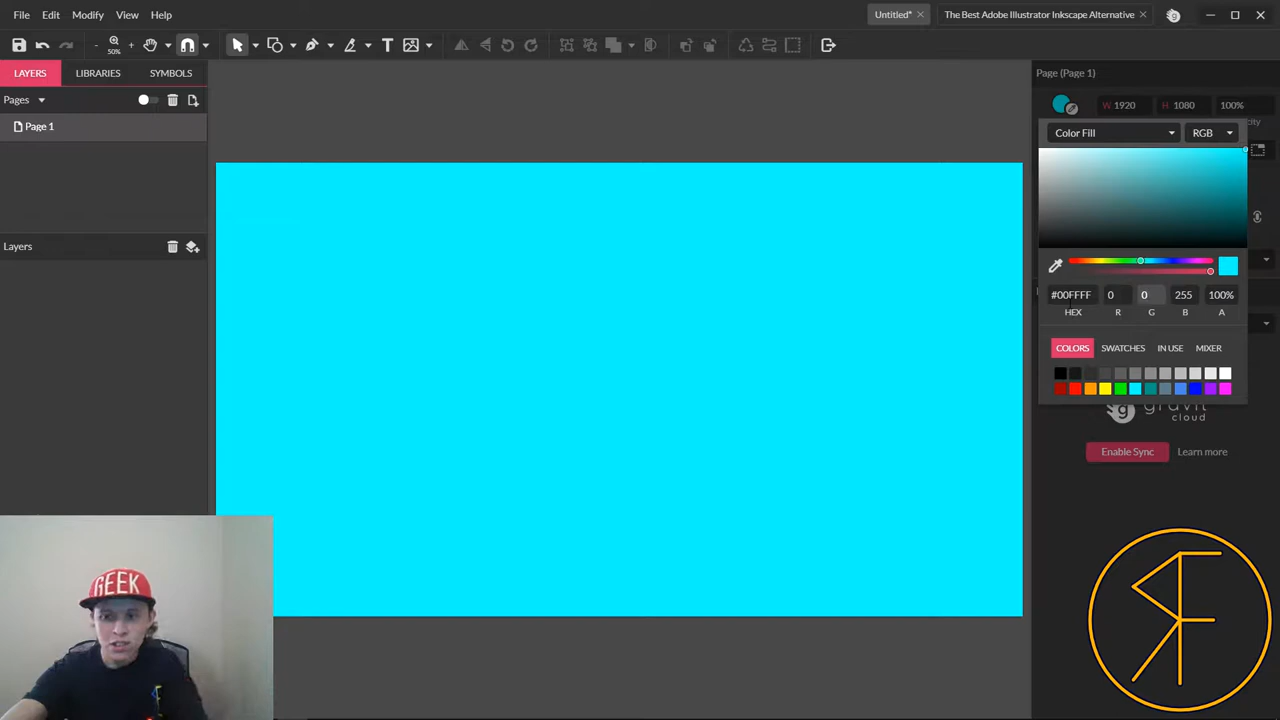 File Edit Modify View Help
Untitled*
The Best Adobe Illustrator Inkscape Alternative
50%
LAYERS LIBRARIES SYMBOLS
Pages
Page 1
Layers
Page (Page 1)
W 1920 H 1080 100%
Color Fill RGB
#00FFFF 0 0 255 100%
HEX R G B A
COLORS SWATCHES IN USE MIXER
gravit
cloud
Enable Sync Learn more
GEEK